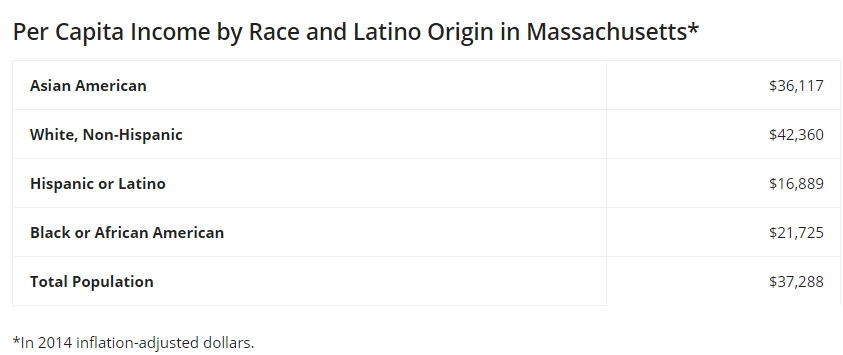 Per Capita Income by Race and Latino Origin in Massachusetts*
Asian American $36,117
White, Non-Hispanic $42,360
Hispanic or Latino $16,889
Black or African American $21,725
Total Population $37,288
*In 2014 inflation-adjusted dollars.